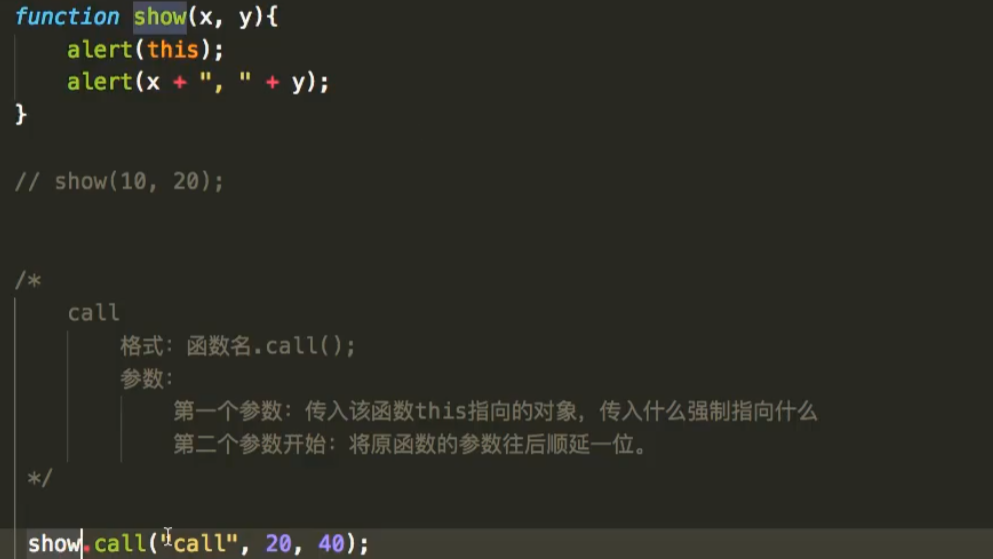 function show(x, y){
alert(this);
alert(x + ", " + y);
}
// show(10, 20);
/*
call
格式：函数名.call();
参数：
第一个参数：传入该函数this指向的对象，传入什么强制指向什么
第二个参数开始：将原函数的参数往后顺延一位。
*/
show.call("call", 20, 40);